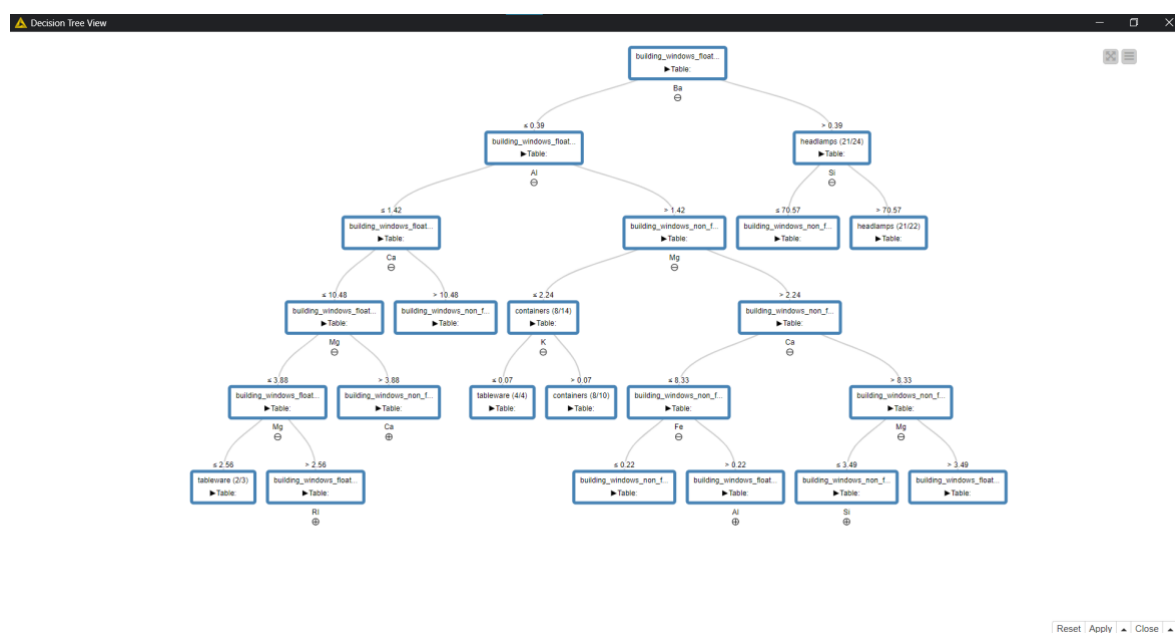 Decision Tree View
building_windows_float...
▶Table:
Ba
≤ 0.39
> 0.39
building_windows_float...
▶Table:
headlamps (21/24)
▶Table:
Al
Si
≤ 1.42
> 1.42
≤ 70.57
> 70.57
building_windows_float...
▶Table:
building_windows_non_f...
▶Table:
building_windows_non_f...
▶Table:
headlamps (21/22)
▶Table:
Ca
Mg
≤ 10.48
> 10.48
≤ 2.24
> 2.24
building_windows_float...
▶Table:
building_windows_non_f...
▶Table:
containers (8/14)
▶Table:
building_windows_non_f...
▶Table:
Mg
K
Ca
≤ 3.88
> 3.88
≤ 0.07
> 0.07
≤ 8.33
> 8.33
building_windows_float...
▶Table:
building_windows_non_f...
▶Table:
tableware (4/4)
▶Table:
containers (8/10)
▶Table:
building_windows_non_f...
▶Table:
building_windows_non_f...
▶Table:
Mg
Ca
Fe
Mg
≤ 2.56
> 2.56
≤ 0.22
> 0.22
≤ 3.49
> 3.49
tableware (2/3)
▶Table:
building_windows_float...
▶Table:
building_windows_non_f...
▶Table:
building_windows_float...
▶Table:
building_windows_non_f...
▶Table:
building_windows_float...
▶Table:
RI
Al
Si
Reset Apply Close